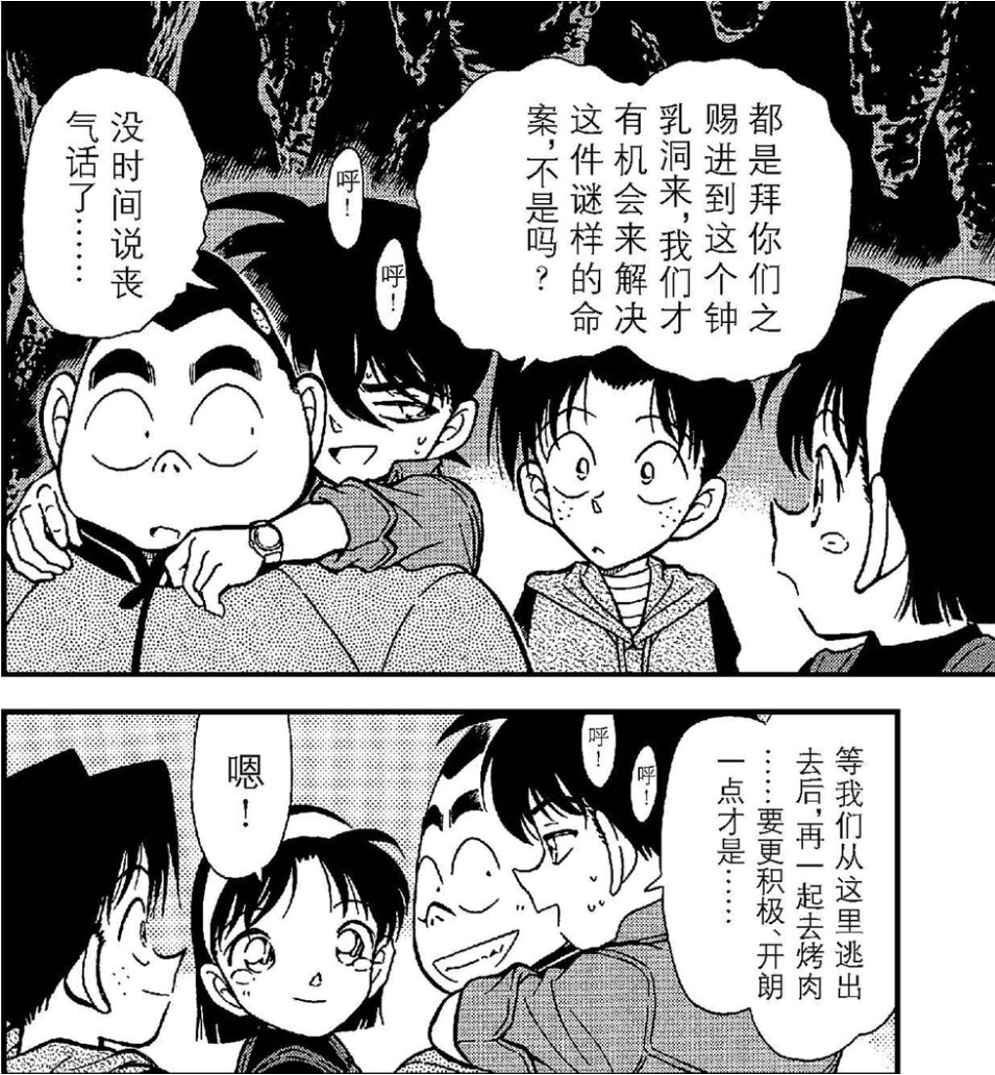 都是拜你们之
赐进到这个钟
乳洞来，我们才
有机会来解决
这件谜样的命
案，不是吗？
呼！
呼！
没时间说丧
气话了……
等我们从这里逃出
去后，再一起去烤肉
……要更积极、开朗
一点才是……
呼！
呼！
嗯！